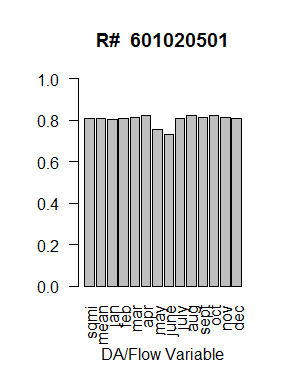 R# 601020501
1.0
0.8
0.6
0.4
0.2
0.0
sqmi
mean
jan
feb
mar
apr
may
june
july
aug
sept
oct
nov
dec
DA/Flow Variable